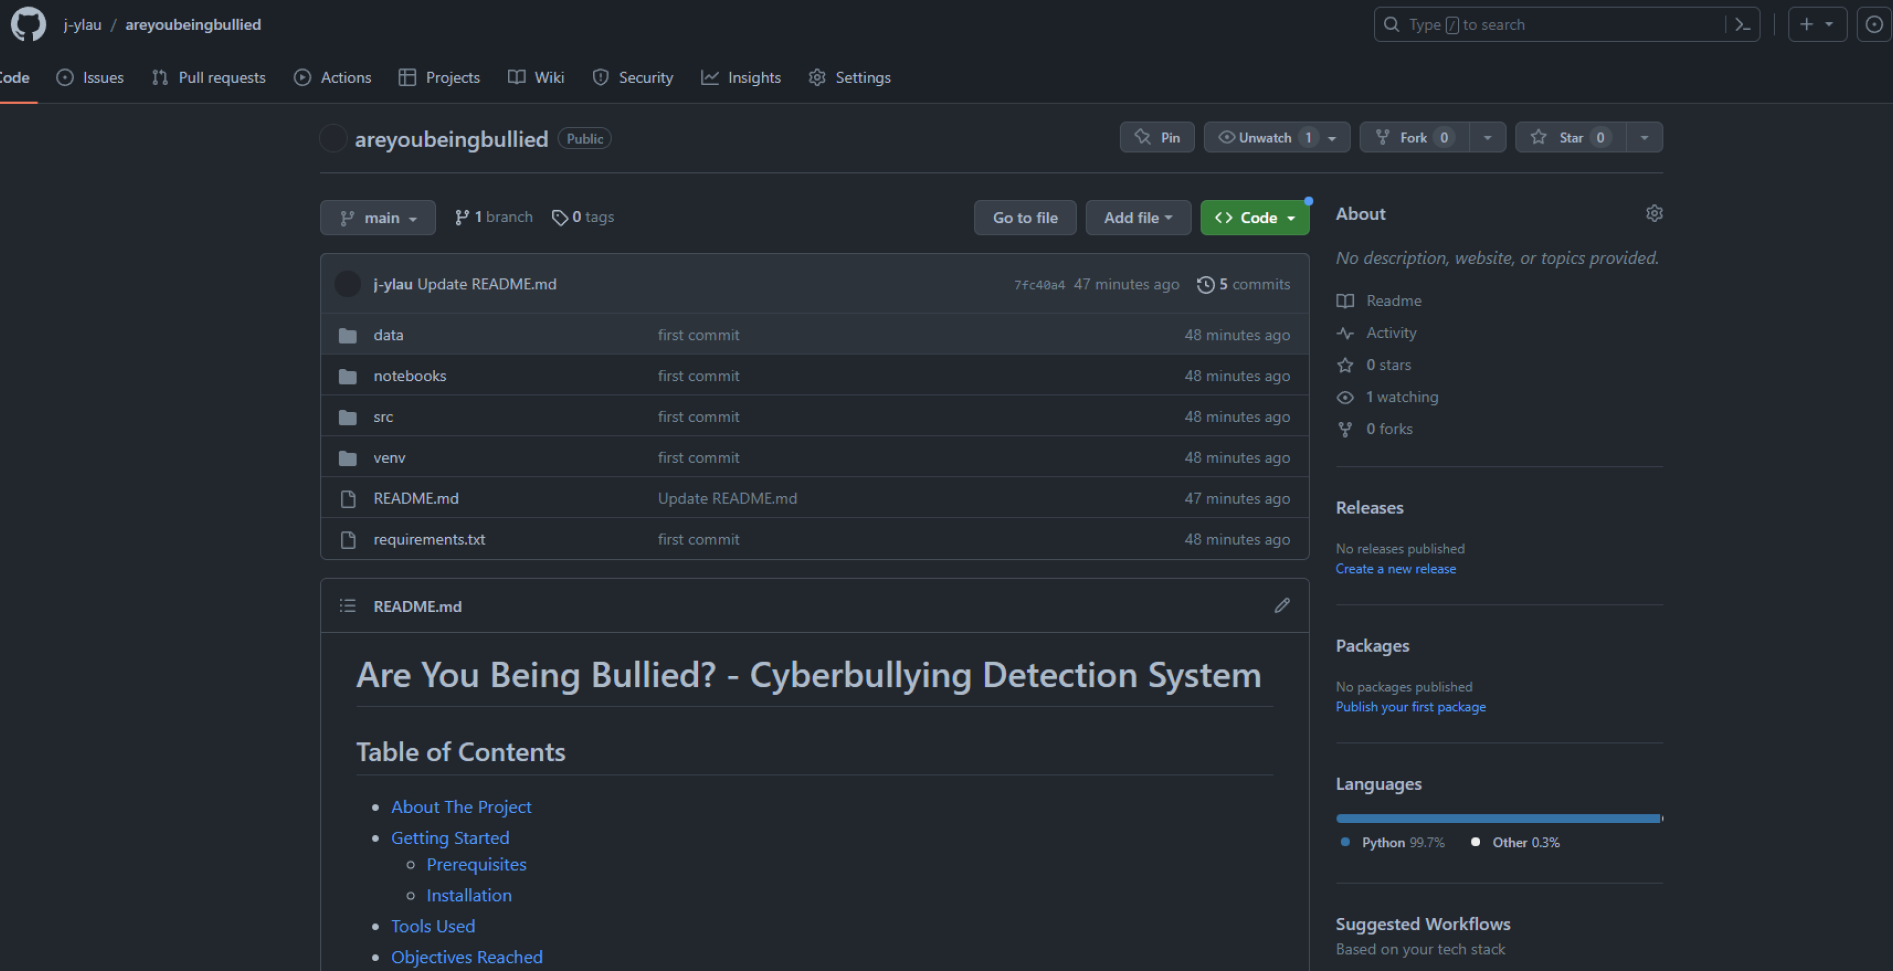 j-ylau / areyoubeingbullied
Type / to search
Code Issues Pull requests Actions Projects Wiki Security Insights Settings
areyoubeingbullied Public
Pin Unwatch 1 Fork 0 Star 0
main 1 branch 0 tags Go to file Add file Code
j-ylau Update README.md 7fc40a4 47 minutes ago 5 commits
data first commit 48 minutes ago
notebooks first commit 48 minutes ago
src first commit 48 minutes ago
venv first commit 48 minutes ago
README.md Update README.md 47 minutes ago
requirements.txt first commit 48 minutes ago
README.md
Are You Being Bullied? - Cyberbullying Detection System
Table of Contents
About The Project
Getting Started
Prerequisites
Installation
Tools Used
Objectives Reached
About
No description, website, or topics provided.
Readme
Activity
0 stars
1 watching
0 forks
Releases
No releases published
Create a new release
Packages
No packages published
Publish your first package
Languages
Python 99.7% Other 0.3%
Suggested Workflows
Based on your tech stack